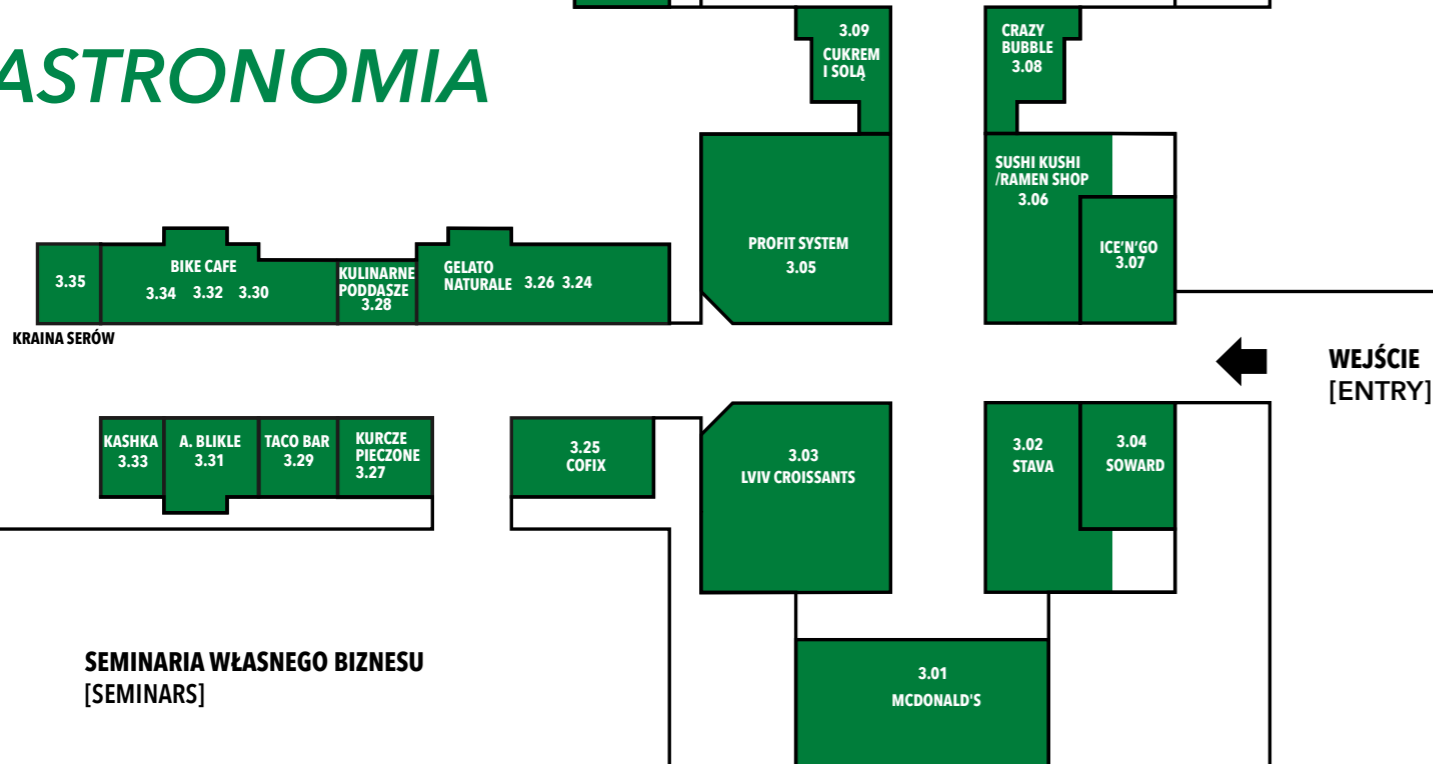 ASTRONOMIA
3.09
CUKREM
I SOLĄ
CRAZY
BUBBLE
3.08
SUSHI KUSHI
/RAMEN SHOP
3.06
ICE'N'GO
3.07
PROFIT SYSTEM
3.05
3.35
KRAINA SERÓW
BIKE CAFE
3.34 3.32 3.30
KULINARNE
PODDASZE
3.28
GELATO
NATURALE 3.26 3.24
WEJŚCIE
[ENTRY]
KASHKA
3.33
A. BLIKLE
3.31
TACO BAR
3.29
KURCZE
PIECZONE
3.27
3.25
COFIX
3.03
LVIV CROISSANTS
3.02
STAVA
3.04
SOWARD
SEMINARIA WŁASNEGO BIZNESU
[SEMINARS]
3.01
MCDONALD'S